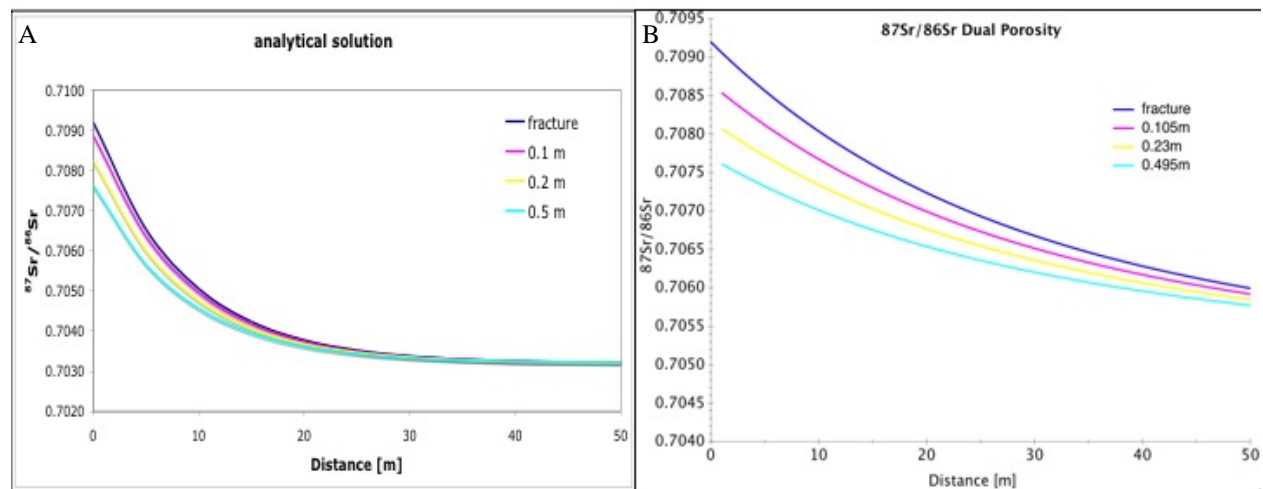 A
analytical solution
0.7100
0.7090
0.7080
0.7070
0.7060
0.7050
0.7040
0.7030
0.7020
87Sr/86Sr
fracture
0.1 m
0.2 m
0.5 m
0 10 20 30 40 50
Distance [m]
B
87Sr/86Sr Dual Porosity
0.7095
0.7090
0.7085
0.7080
0.7075
0.7070
0.7065
0.7060
0.7055
0.7050
0.7045
0.7040
87Sr/86Sr
fracture
0.105m
0.23m
0.495m
0 10 20 30 40 50
Distance [m]